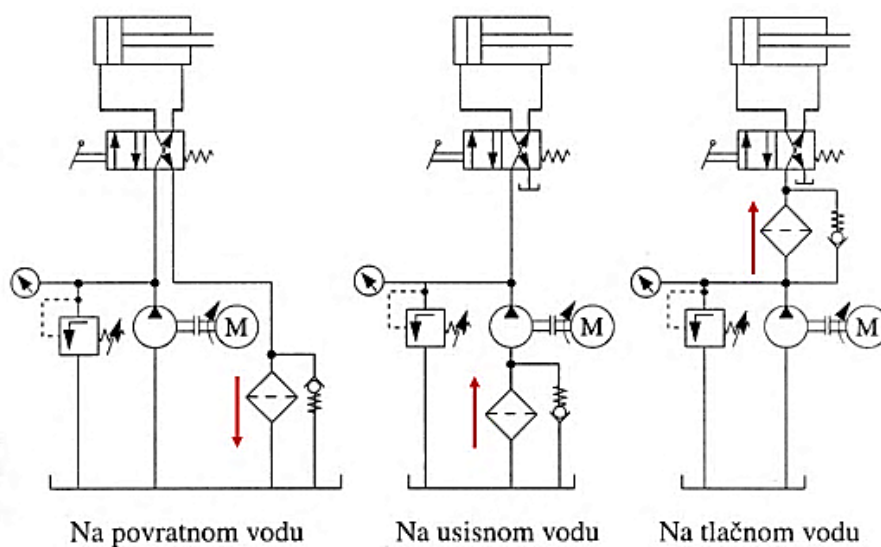 M
M
M
Na povratnom vodu
Na usisnom vodu
Na tlačnom vodu